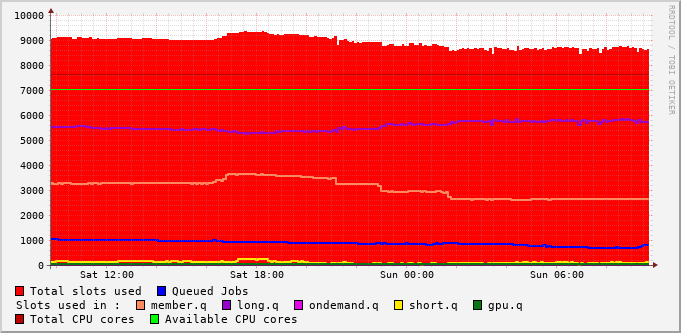 10000
9000
8000
7000
6000
5000
4000
3000
2000
1000
0
Sat 12:00 Sat 18:00 Sun 00:00 Sun 06:00
Total slots used Queued Jobs
Slots used in : member.q long.q ondemand.q short.q gpu.q
Total CPU cores Available CPU cores
RRDTOOL / TOBI OETIKER